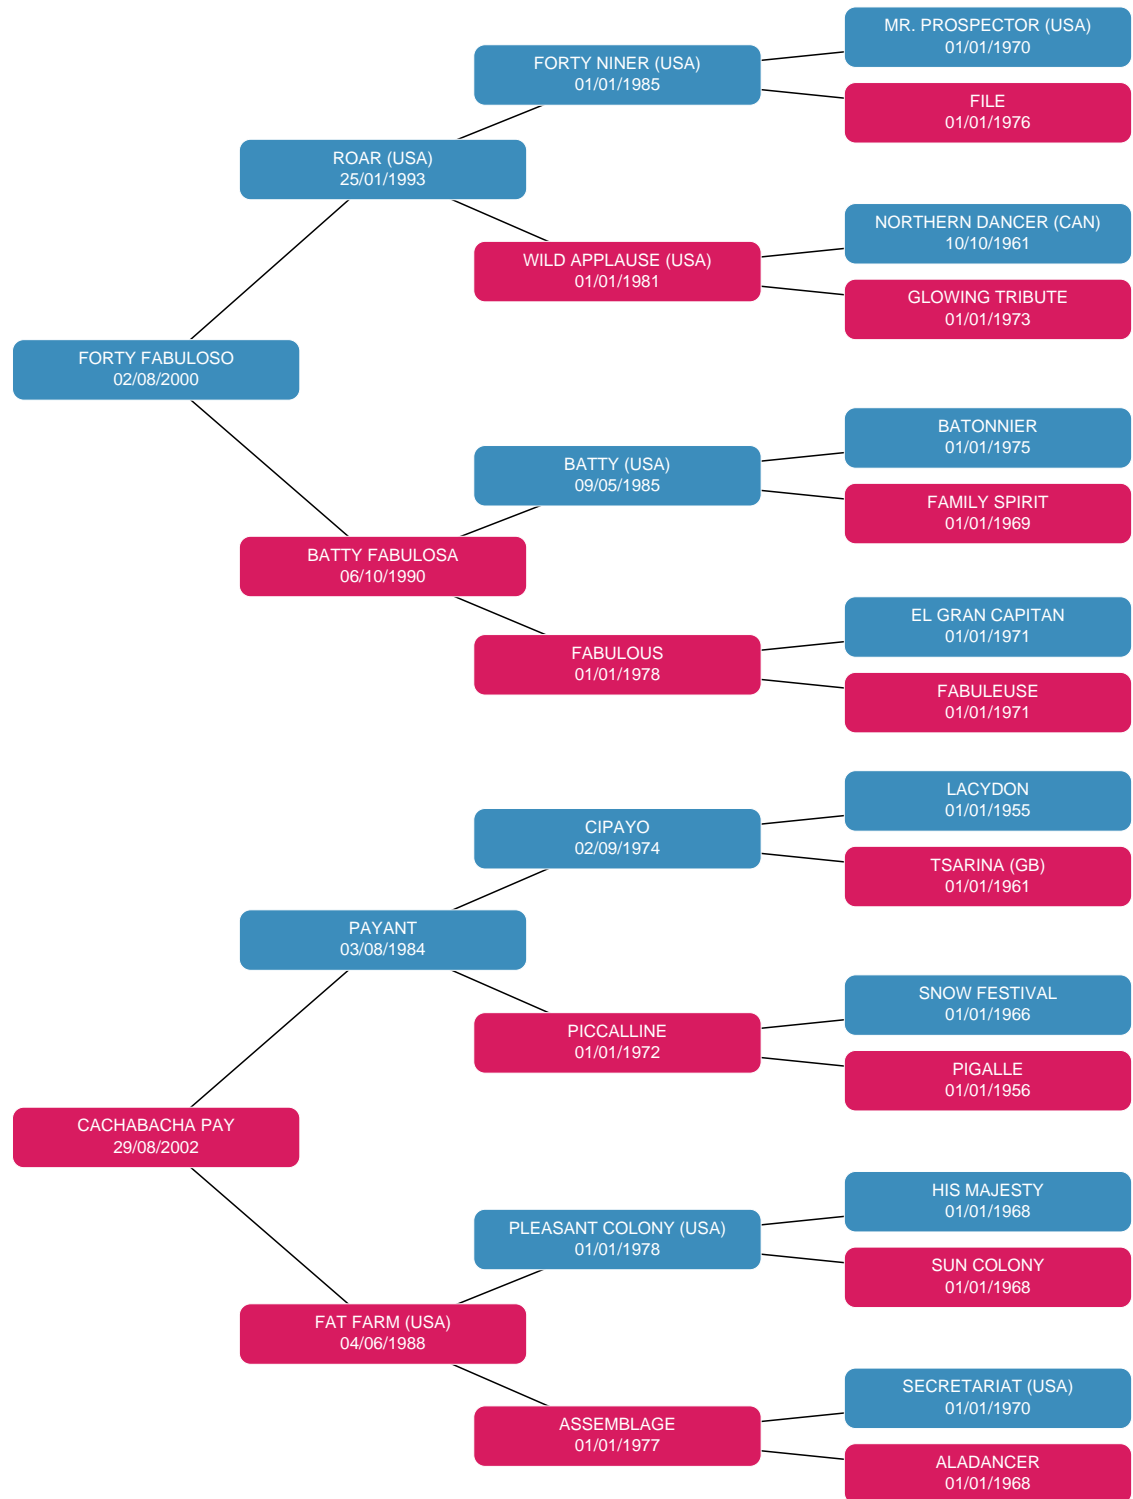 MR. PROSPECTOR (USA)
01/01/1970
FORTY NINER (USA)
01/01/1985
FILE
01/01/1976
ROAR (USA)
25/01/1993
NORTHERN DANCER (CAN)
10/10/1961
WILD APPLAUSE (USA)
01/01/1981
GLOWING TRIBUTE
01/01/1973
FORTY FABULOSO
02/08/2000
BATONNIER
01/01/1975
BATTY (USA)
09/05/1985
FAMILY SPIRIT
01/01/1969
BATTY FABULOSA
06/10/1990
EL GRAN CAPITAN
01/01/1971
FABULOUS
01/01/1978
FABULEUSE
01/01/1971
LACYDON
01/01/1955
CIPAYO
02/09/1974
TSARINA (GB)
01/01/1961
PAYANT
03/08/1984
SNOW FESTIVAL
01/01/1966
PICCALLINE
01/01/1972
PIGALLE
01/01/1956
CACHABACHA PAY
29/08/2002
HIS MAJESTY
01/01/1968
PLEASANT COLONY (USA)
01/01/1978
SUN COLONY
01/01/1968
FAT FARM (USA)
04/06/1988
SECRETARIAT (USA)
01/01/1970
ASSEMBLAGE
01/01/1977
ALADANCER
01/01/1968